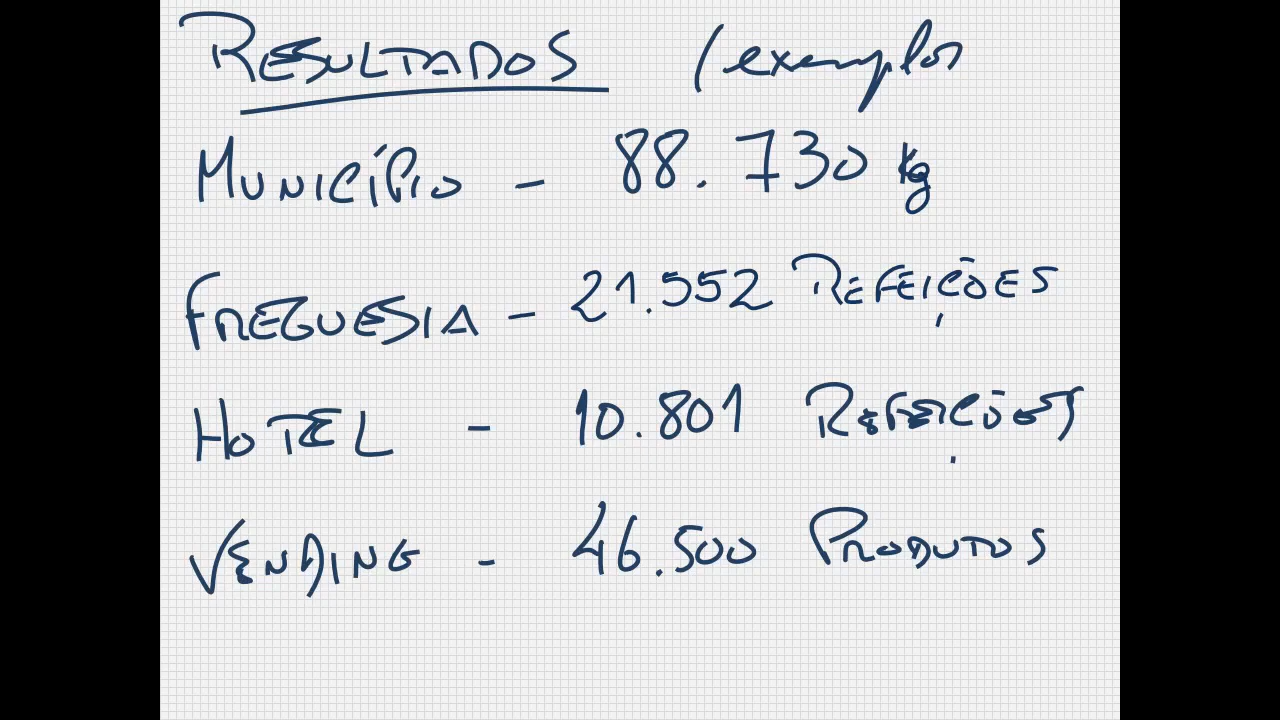 RESULTADOS (exemplos
MUNICÍPIO - 88.730 kg
FREGUESIA - 21.552 REFEIÇÕES
HOTEL - 10.801 REFEIÇÕES
VENDING - 46.500 PRODUTOS